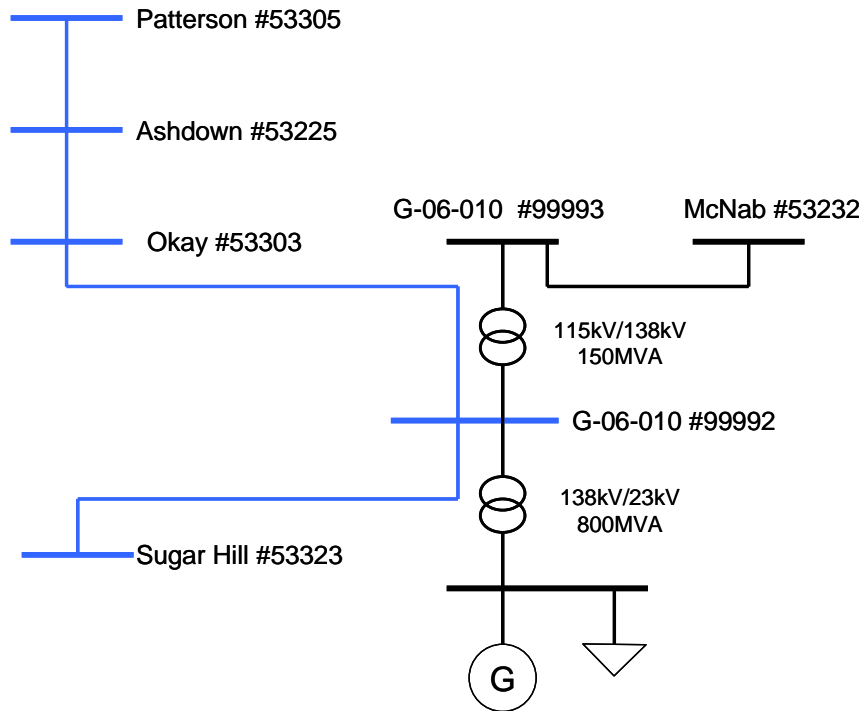 Patterson #53305
Ashdown #53225
G-06-010 #99993
McNab #53232
Okay #53303
115kV/138kV
150MVA
G-06-010 #99992
138kV/23kV
800MVA
Sugar Hill #53323
G